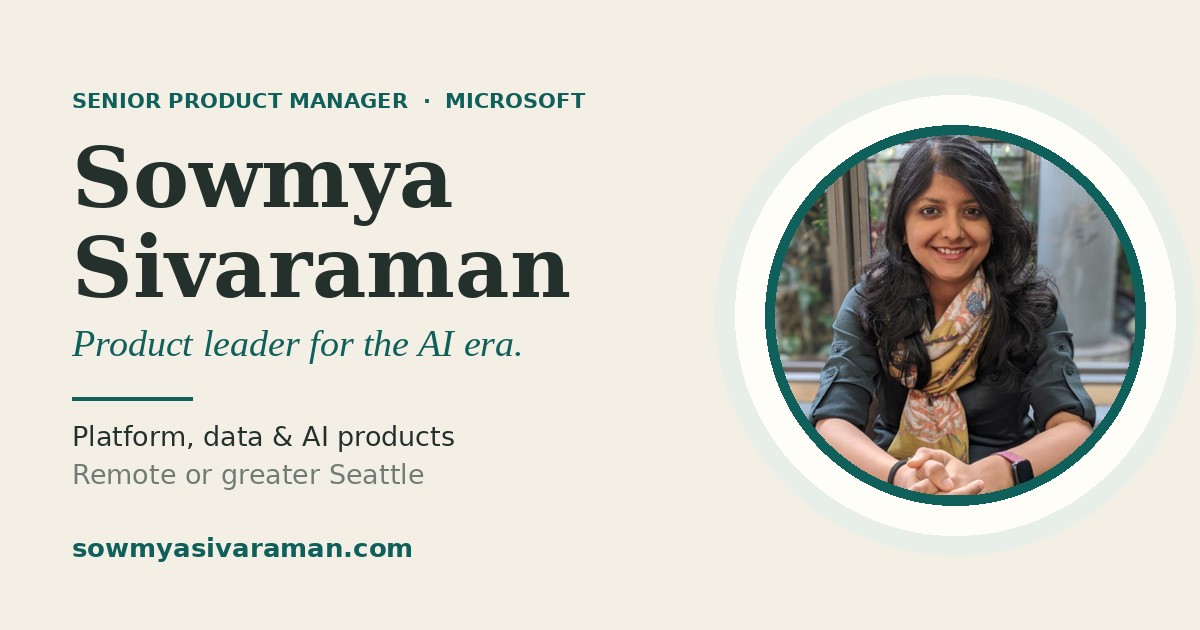 SENIOR PRODUCT MANAGER · MICROSOFT
Sowmya
Sivaraman
Product leader for the AI era.
Platform, data & AI products
Remote or greater Seattle
sowmyasivaraman.com